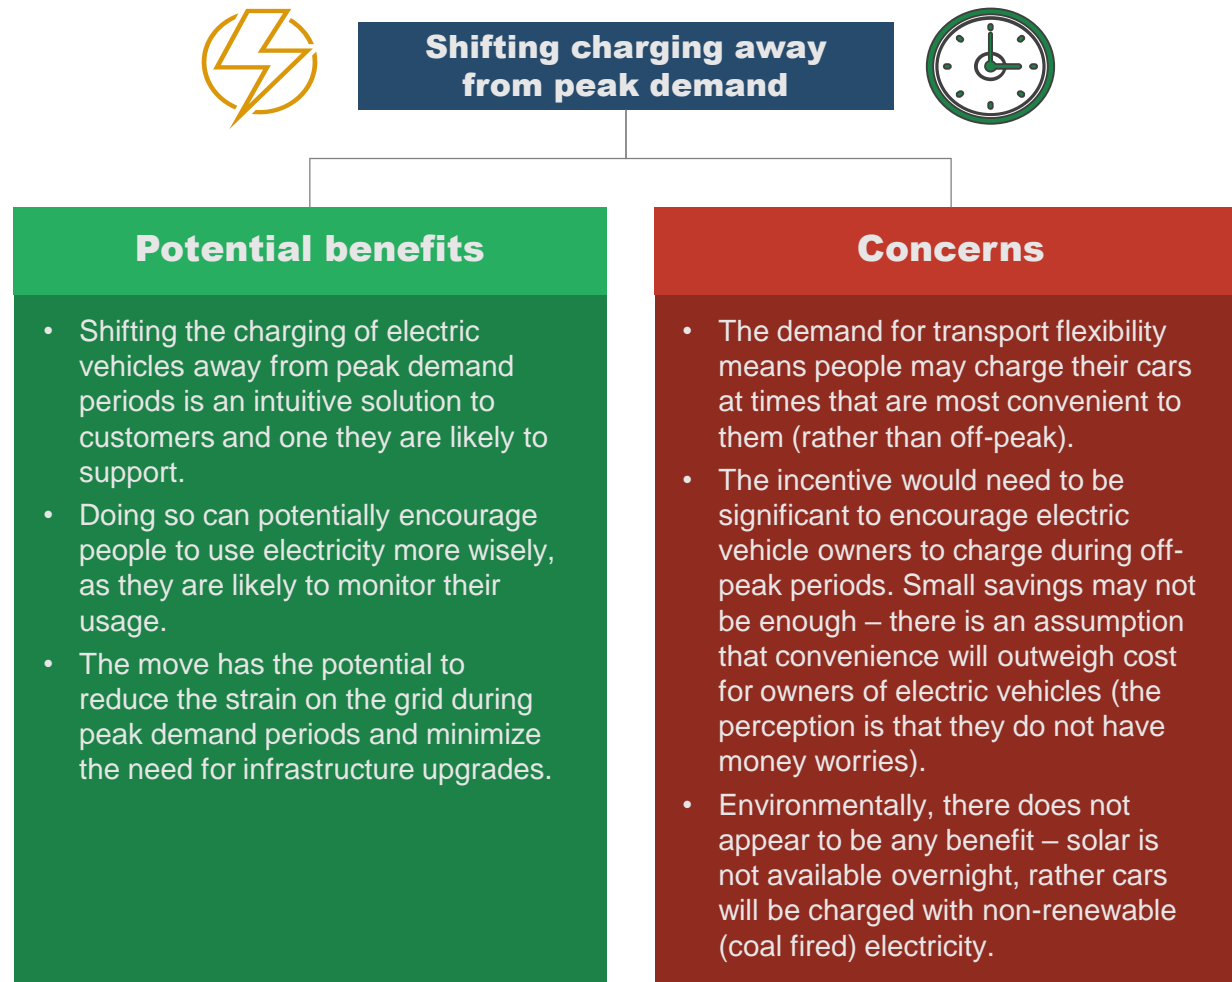 Shifting charging away
from peak demand
Potential benefits
• Shifting the charging of electric
vehicles away from peak demand
periods is an intuitive solution to
customers and one they are likely to
support.
• Doing so can potentially encourage
people to use electricity more wisely,
as they are likely to monitor their
usage.
• The move has the potential to
reduce the strain on the grid during
peak demand periods and minimize
the need for infrastructure upgrades.
Concerns
• The demand for transport flexibility
means people may charge their cars
at times that are most convenient to
them (rather than off-peak).
• The incentive would need to be
significant to encourage electric
vehicle owners to charge during off-
peak periods. Small savings may not
be enough – there is an assumption
that convenience will outweigh cost
for owners of electric vehicles (the
perception is that they do not have
money worries).
• Environmentally, there does not
appear to be any benefit – solar is
not available overnight, rather cars
will be charged with non-renewable
(coal fired) electricity.